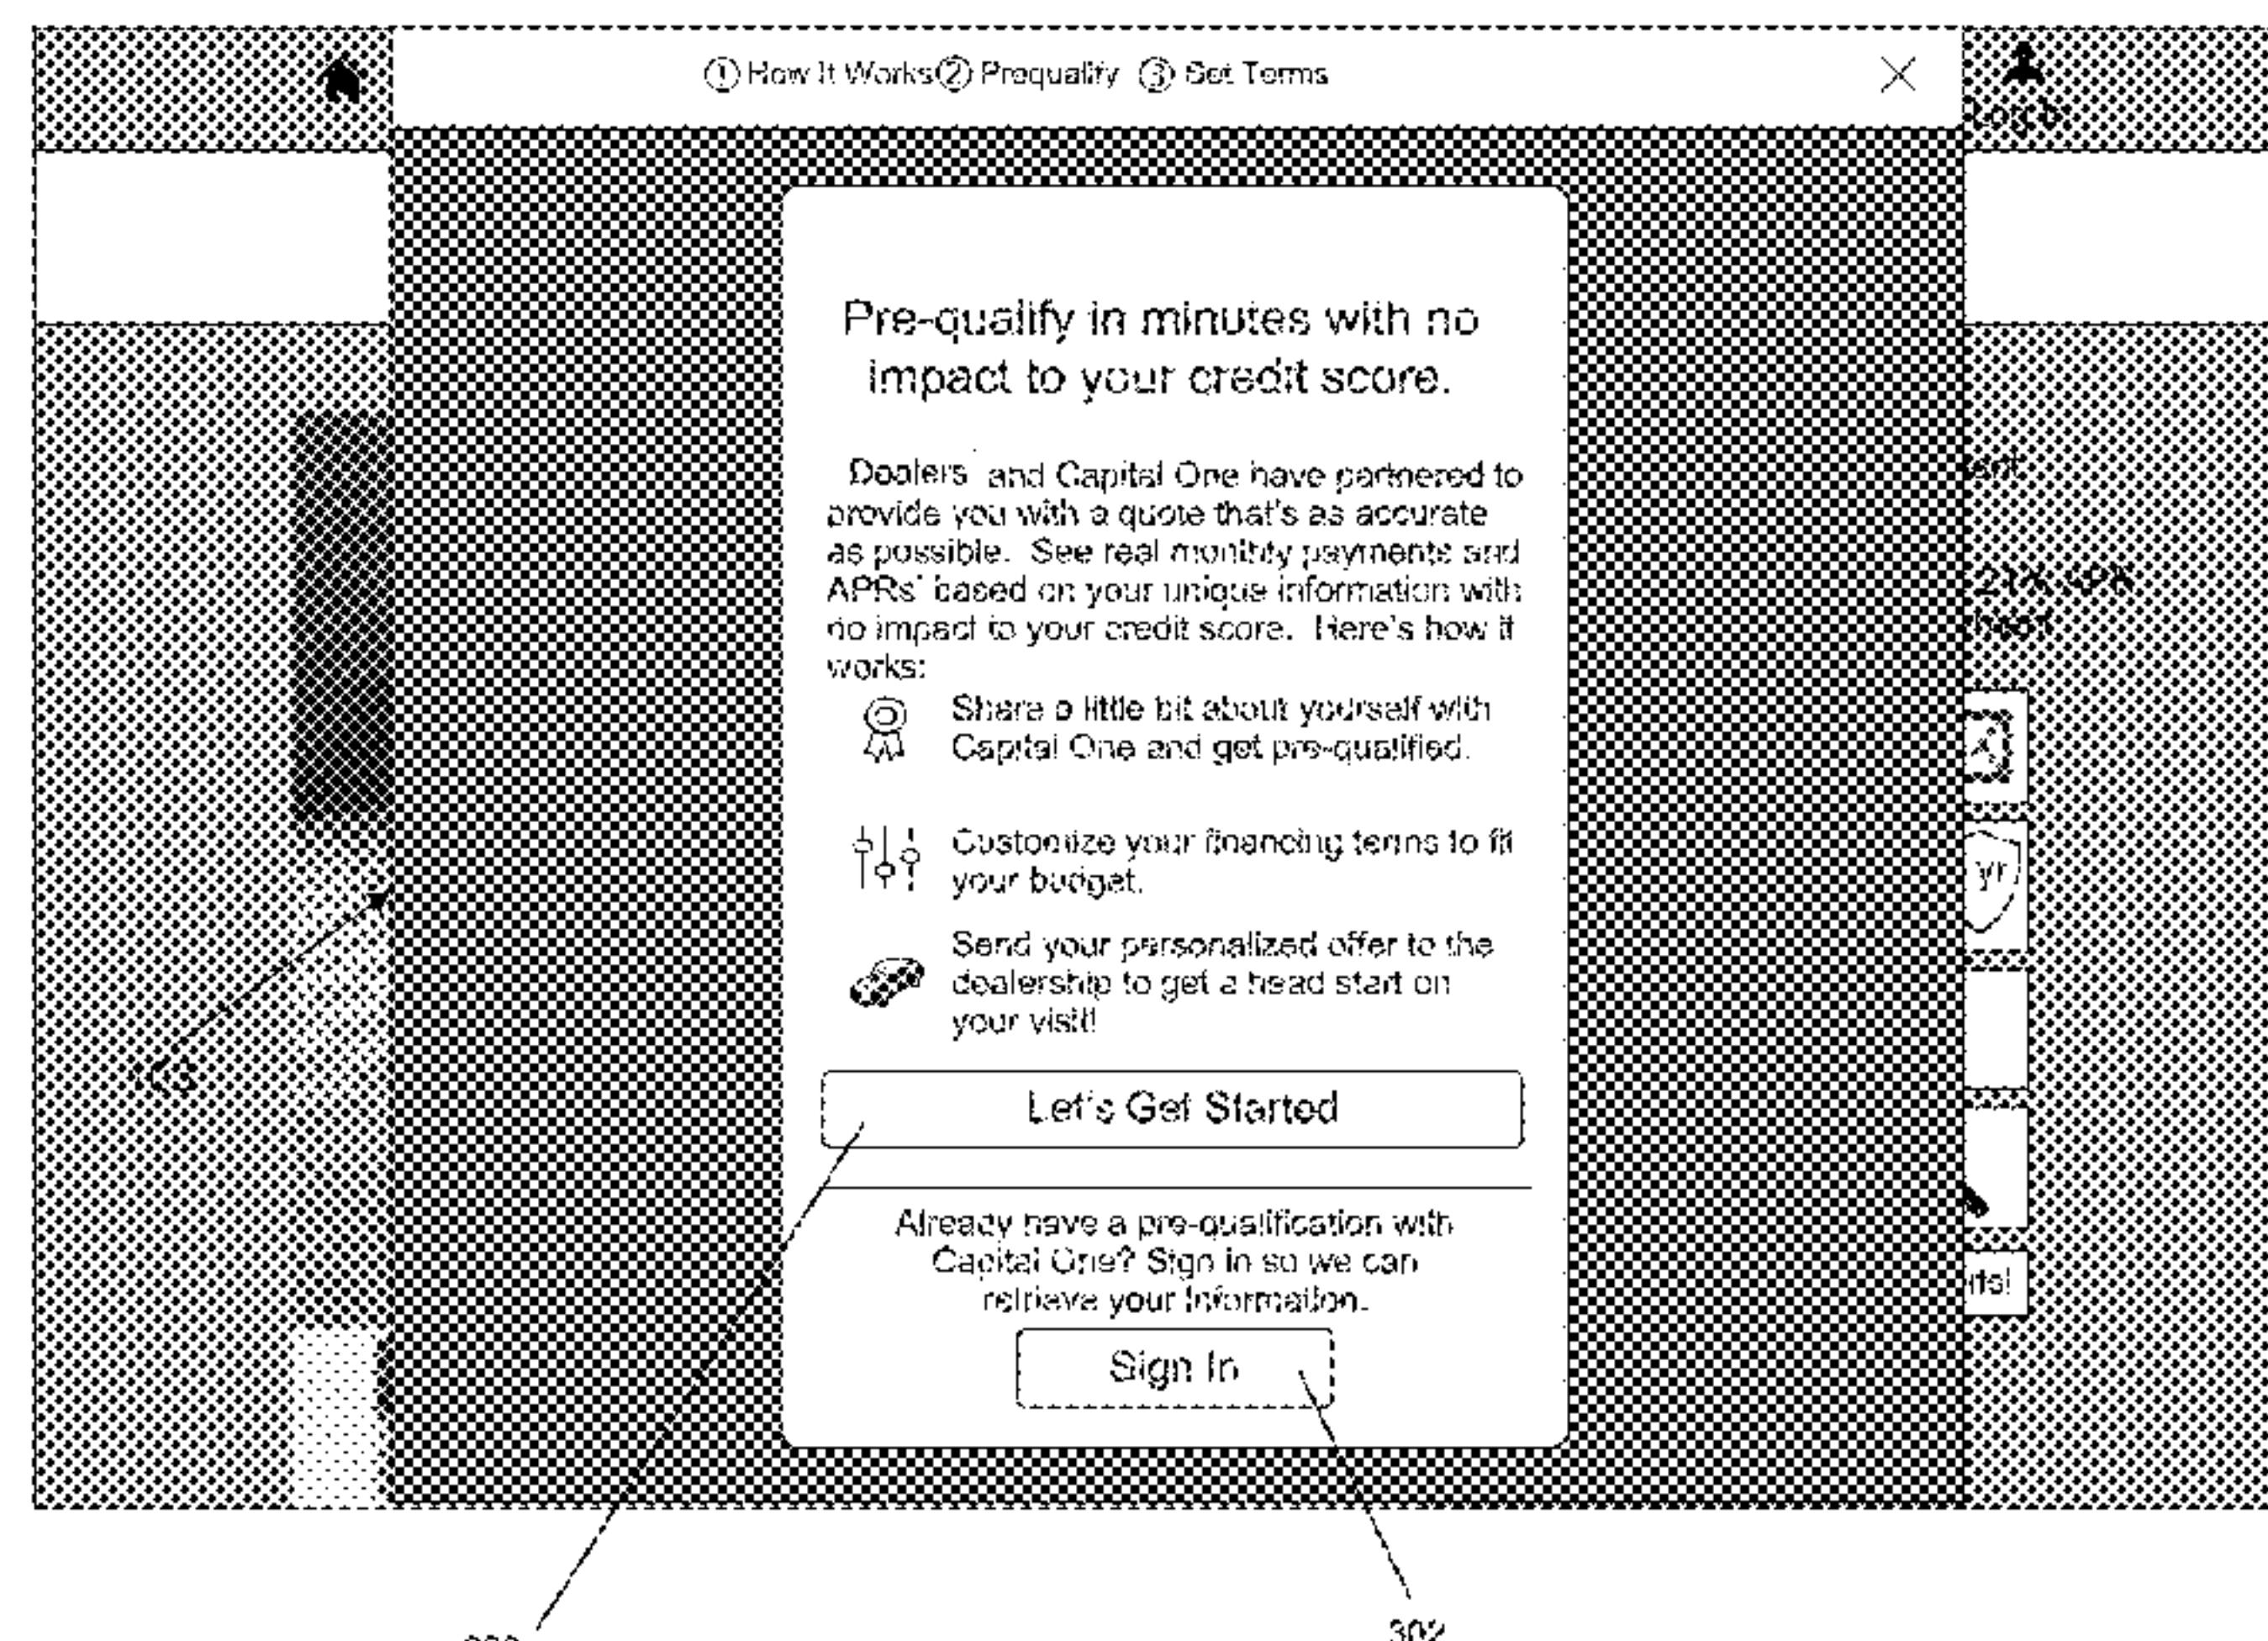 ① How It Works ② Prequalify ③ Set Terms
Log In
Pre-qualify in minutes with no
impact to your credit score.
Dealers and Capital One have partnered to
provide you with a quote that's as accurate
as possible. See real monthly payments and
APRs* based on your unique information with
no impact to your credit score. Here's how it
works:
Share a little bit about yourself with
Capital One and get pre-qualified.
Customize your financing terms to fit
your budget.
Send your personalized offer to the
dealership to get a head start on
your visit!
yr
Let's Get Started
Already have a pre-qualification with
Capital One? Sign in so we can
retrieve your information.
Sign In
302